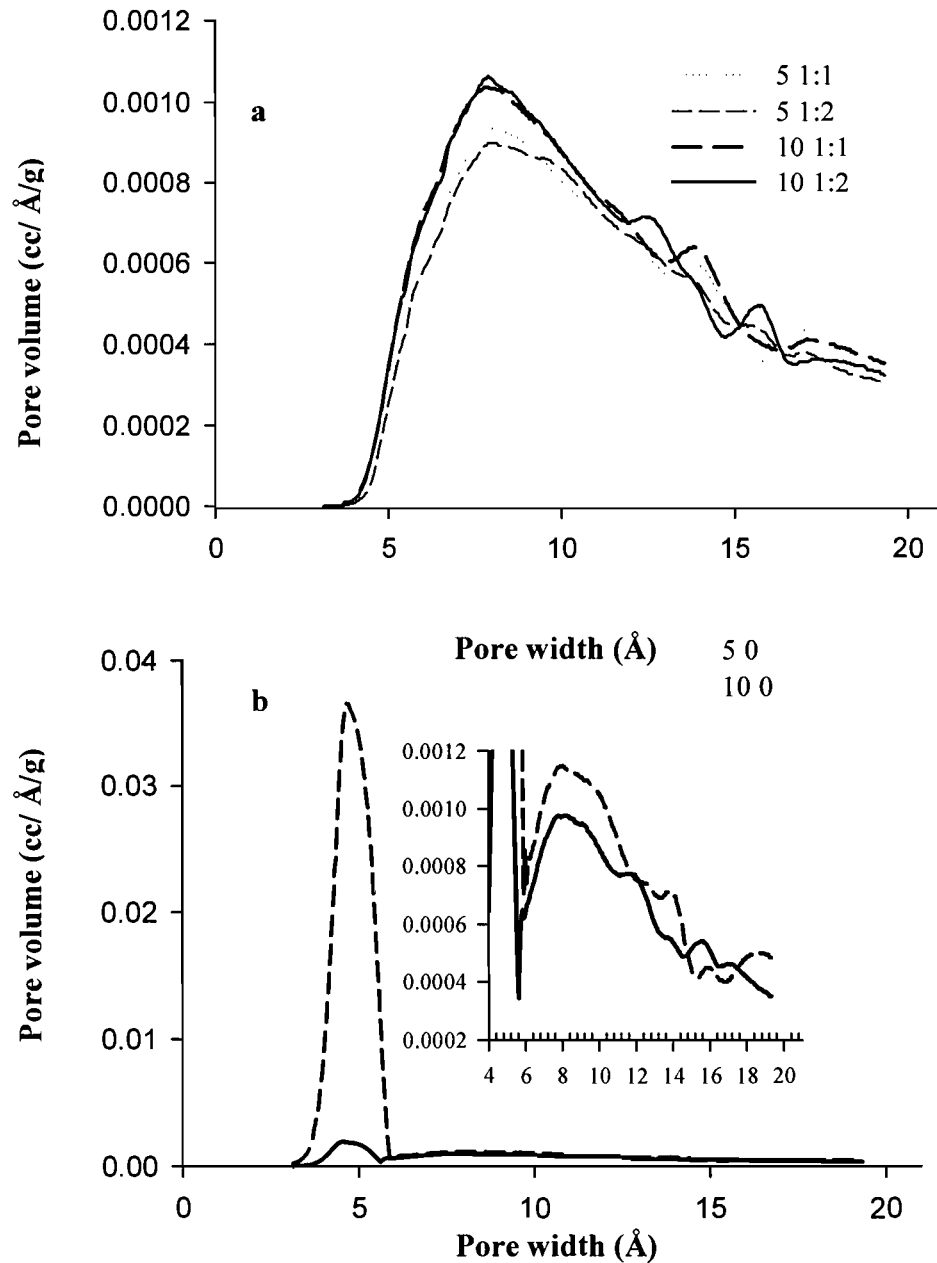 0.0012
0.0010
0.0008
0.0006
0.0004
0.0002
0.0000
Pore volume (cc/ Å/g)
a
5 1:1
5 1:2
10 1:1
10 1:2
0 5 10 15 20
Pore width (Å)
5 0
10 0
0.04
0.03
0.02
0.01
0.00
Pore volume (cc/ Å/g)
b
0.0012
0.0010
0.0008
0.0006
0.0004
0.0002
4 6 8 10 12 14 16 18 20
0 5 10 15 20
Pore width (Å)